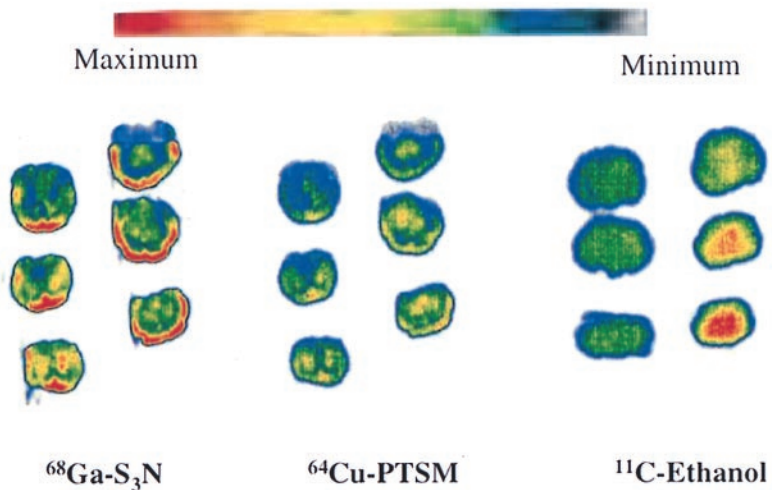 Maximum
Minimum
⁶⁸Ga-S₃N
⁶⁴Cu-PTSM
¹¹C-Ethanol